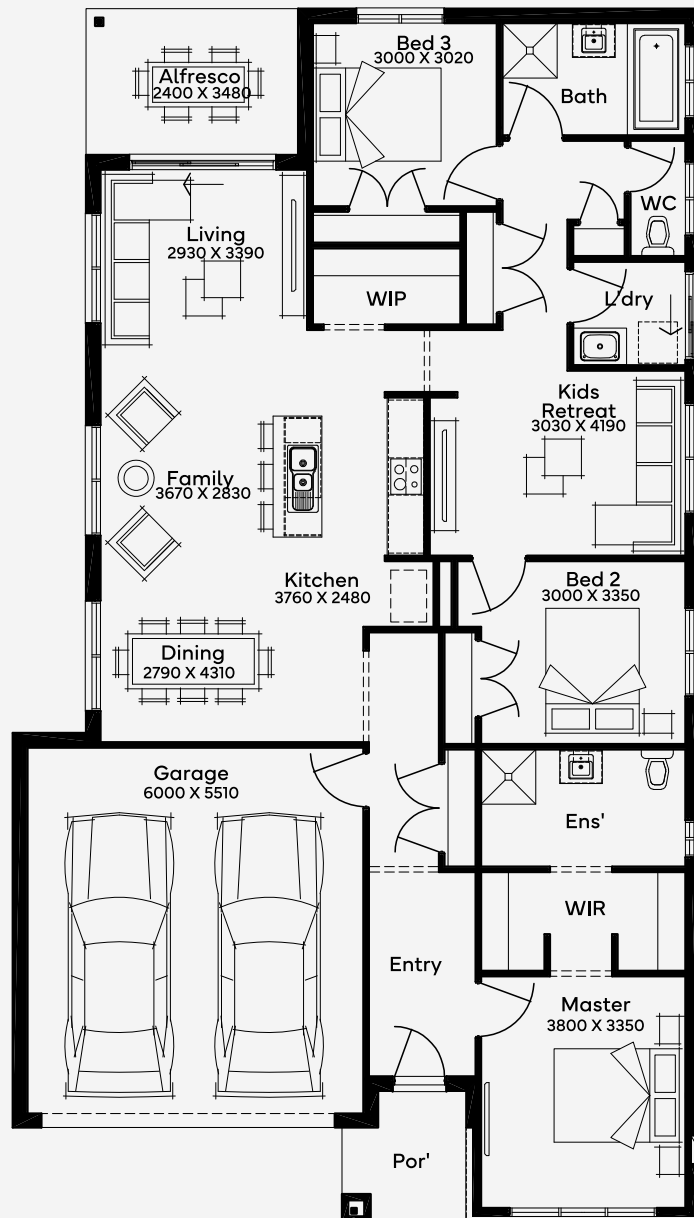 Bed 3
3000 X 3020
Bath
Alfresco
2400 X 3480
WC
Living
2930 X 3390
WIP
L'dry
Kids
Retreat
3030 X 4190
Family
3670 X 2830
Kitchen
3760 X 2480
Bed 2
3000 X 3350
Dining
2790 X 4310
Garage
6000 X 5510
Ens'
WIR
Entry
Master
3800 X 3350
Por'